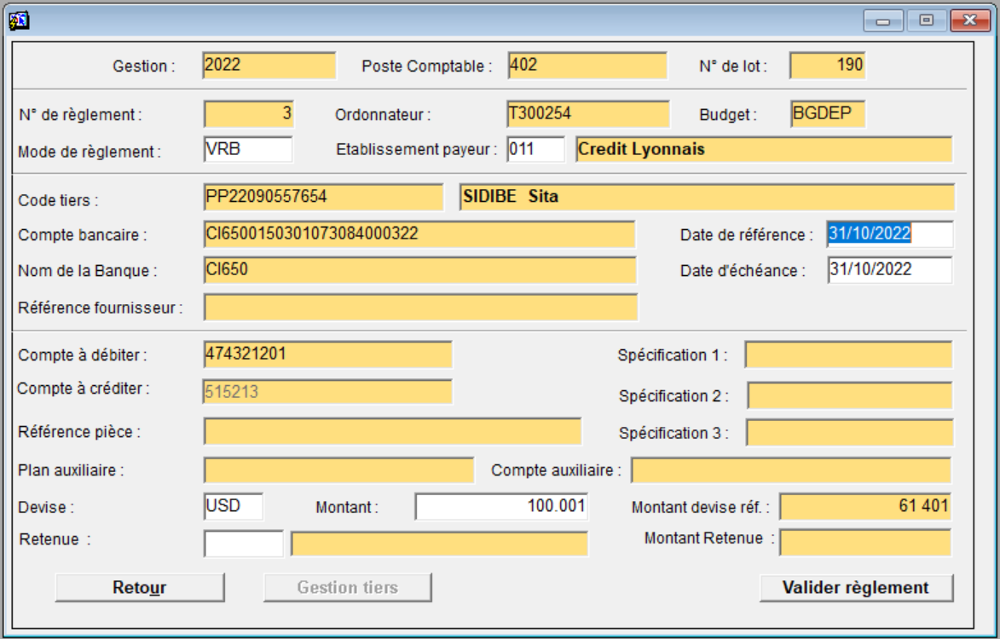 Gestion : 2022 Poste Comptable : 402 N° de lot : 190
N° de règlement : 3 Ordonnateur : T300254 Budget : BGDEP
Mode de règlement : VRB Etablissement payeur : 011 Credit Lyonnais
Code tiers : PP22090557654 SIDIBE Sita
Compte bancaire : CI6500150301073084000322 Date de référence : 31/10/2022
Nom de la Banque : CI650 Date d'échéance : 31/10/2022
Référence fournisseur :
Compte à débiter : 474321201 Spécification 1 :
Compte à créditer : 515213 Spécification 2 :
Référence pièce : Spécification 3 :
Plan auxiliaire : Compte auxiliaire :
Devise : USD Montant : 100.001 Montant devise réf. : 61 401
Retenue : Montant Retenue :
Retour Gestion tiers Valider règlement